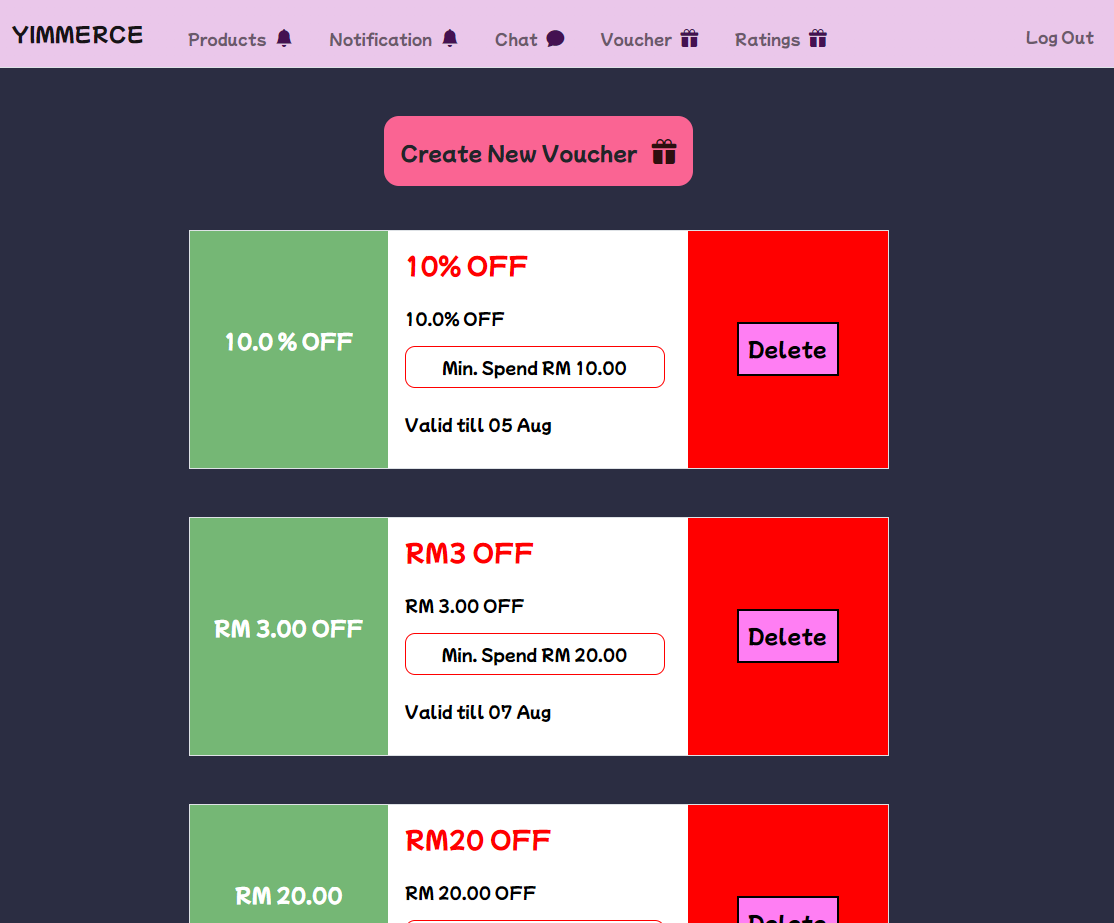 YIMMERCE Products Notification Chat Voucher Ratings Log Out
Create New Voucher
10.0 % OFF
10% OFF
10.0% OFF
Min. Spend RM 10.00
Valid till 05 Aug
Delete
RM 3.00 OFF
RM3 OFF
RM 3.00 OFF
Min. Spend RM 20.00
Valid till 07 Aug
Delete
RM 20.00
RM20 OFF
RM 20.00 OFF
Delete